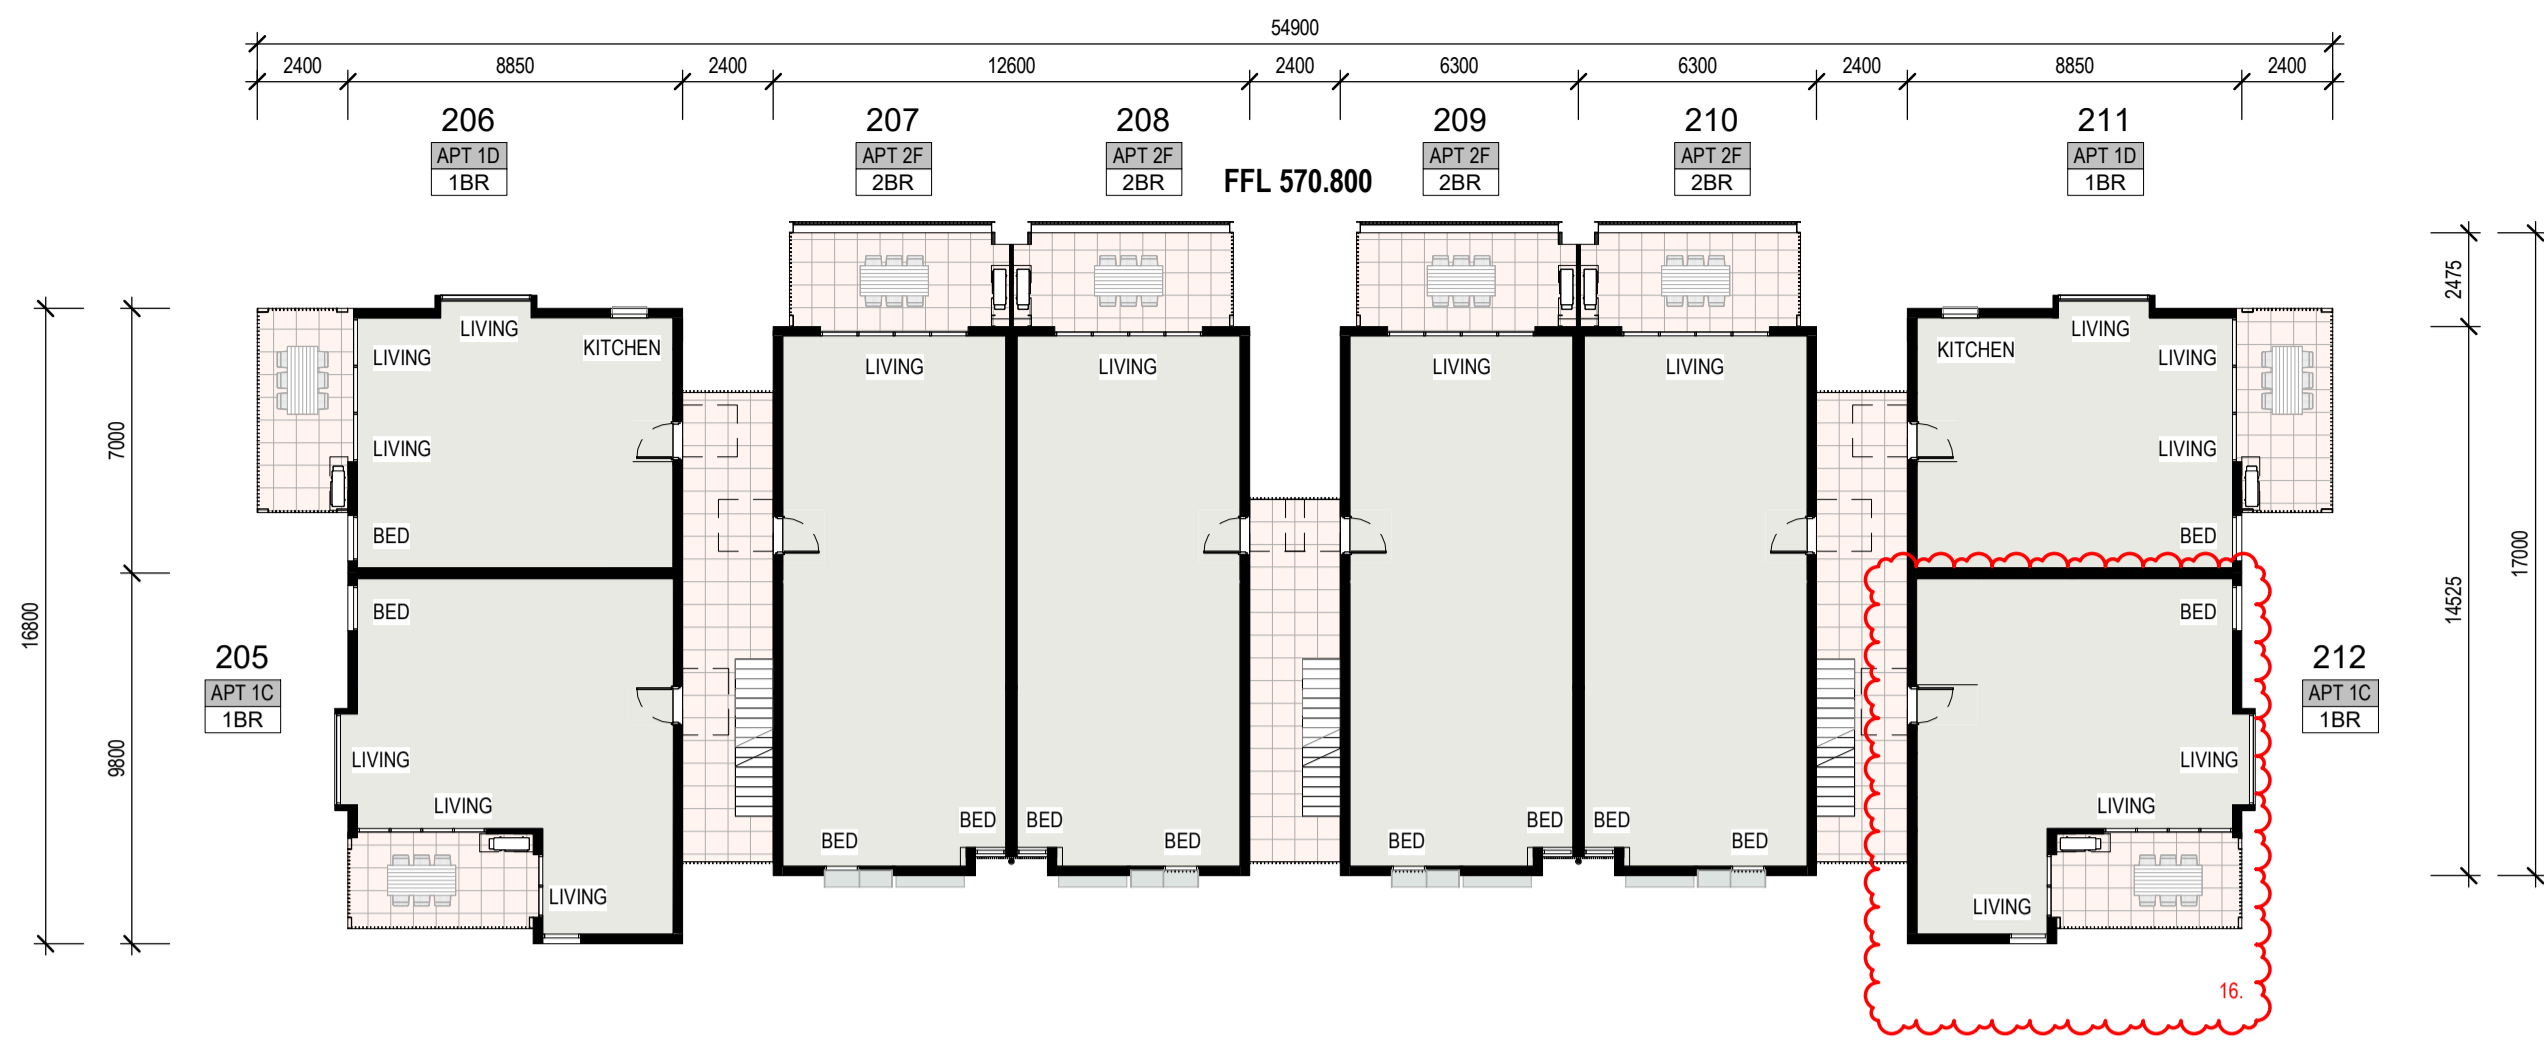 54900
2400 8850 2400 12600 2400 6300 6300 2400 8850 2400
206 207 208 209 210 211
APT 1D APT 2F APT 2F APT 2F APT 2F APT 1D
1BR 2BR 2BR FFL 570.800 2BR 2BR 1BR
2475
LIVING LIVING
KITCHEN KITCHEN
LIVING LIVING
LIVING LIVING LIVING LIVING
7000
LIVING LIVING
BED BED
17000
14525
16800
BED BED
205 212
APT 1C APT 1C
1BR 1BR
9800
LIVING LIVING
LIVING LIVING
BED BED BED BED
BED BED BED BED
LIVING LIVING
16.